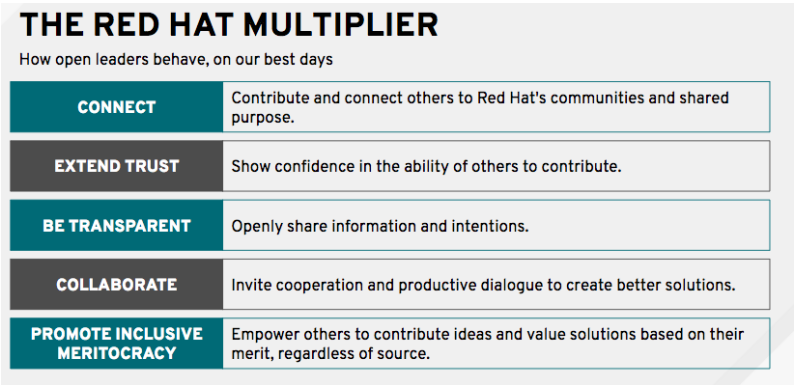 THE RED HAT MULTIPLIER
How open leaders behave, on our best days
CONNECT
Contribute and connect others to Red Hat's communities and shared
purpose.
EXTEND TRUST
Show confidence in the ability of others to contribute.
BE TRANSPARENT
Openly share information and intentions.
COLLABORATE
Invite cooperation and productive dialogue to create better solutions.
PROMOTE INCLUSIVE
MERITOCRACY
Empower others to contribute ideas and value solutions based on their
merit, regardless of source.